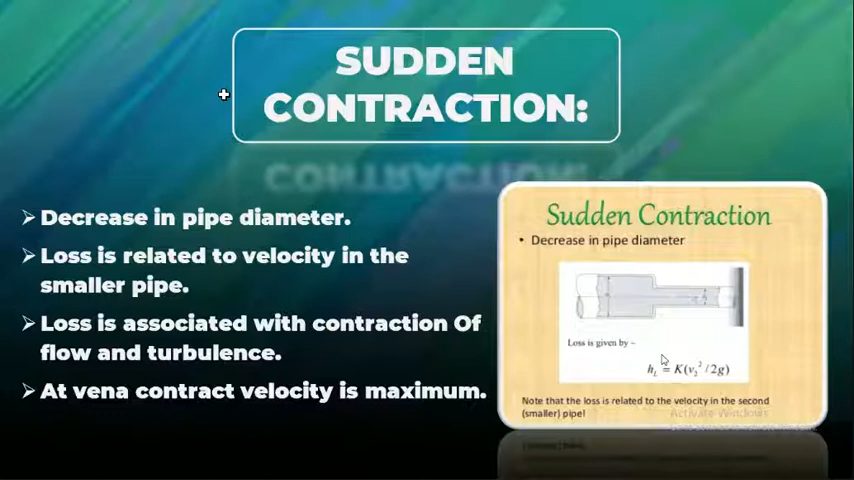 SUDDEN
CONTRACTION:
➢ Decrease in pipe diameter.
➢ Loss is related to velocity in the
smaller pipe.
➢ Loss is associated with contraction Of
flow and turbulence.
➢ At vena contract velocity is maximum.
Sudden Contraction
• Decrease in pipe diameter
Loss is given by –
h_L = K(v₂²/2g)
Note that the loss is related to the velocity in the second
(smaller) pipe!
Activate Windows